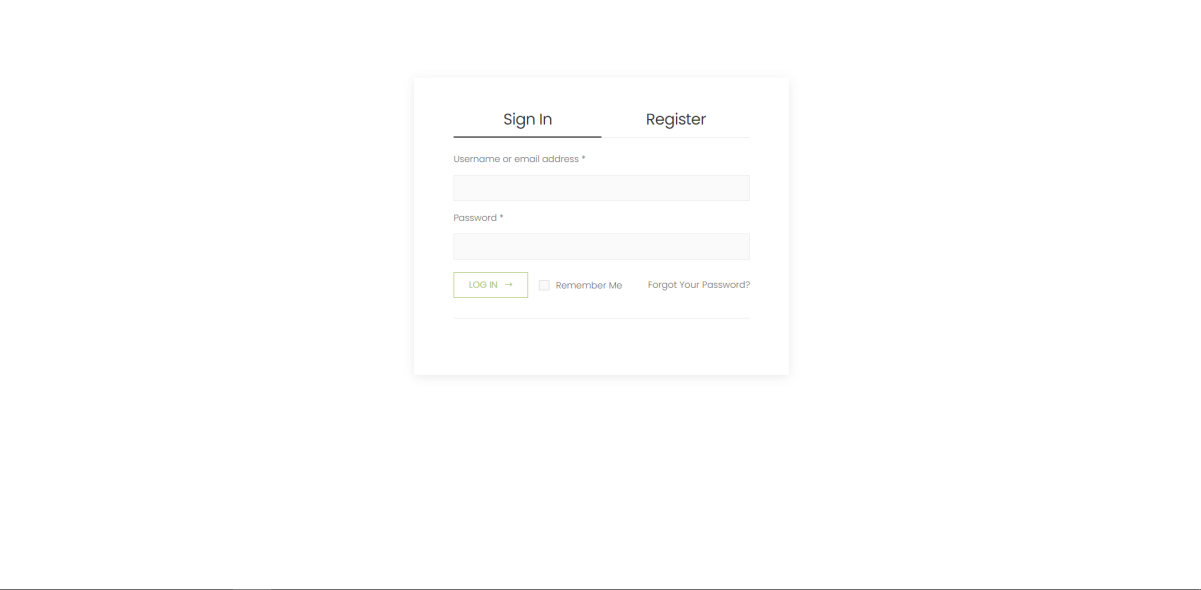 Sign In Register
Username or email address *
Password *
LOG IN → Remember Me Forgot Your Password?